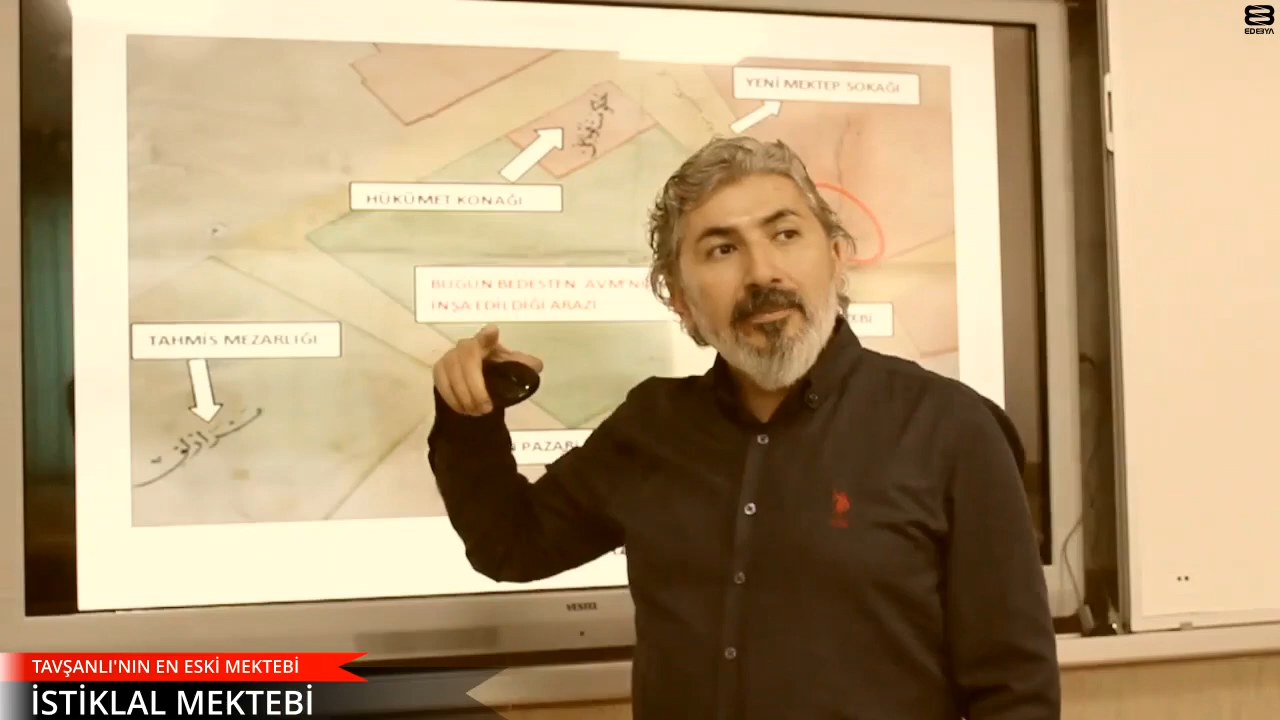 EDEBYA
YENİ MEKTEP SOKAĞI
HÜKÜMET KONAĞI
BUGÜN BEDESTEN AVM'NİN
İNŞA EDİLDİĞİ ARAZİ
TAHMİS MEZARLIĞI
PAZARI
VESTEL
TAVŞANLI'NIN EN ESKİ MEKTEBİ
İSTİKLAL MEKTEBİ